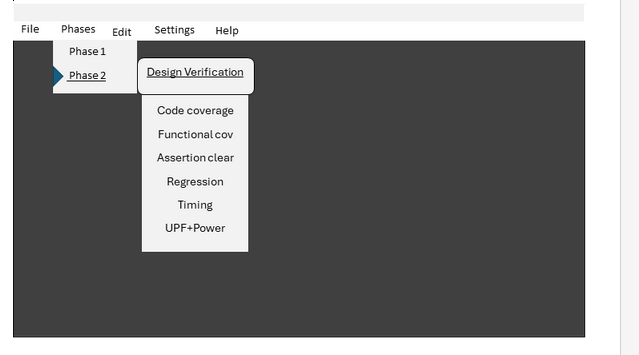 File Phases Edit Settings Help
Phase 1
Phase 2
Design Verification
Code coverage
Functional cov
Assertion clear
Regression
Timing
UPF+Power